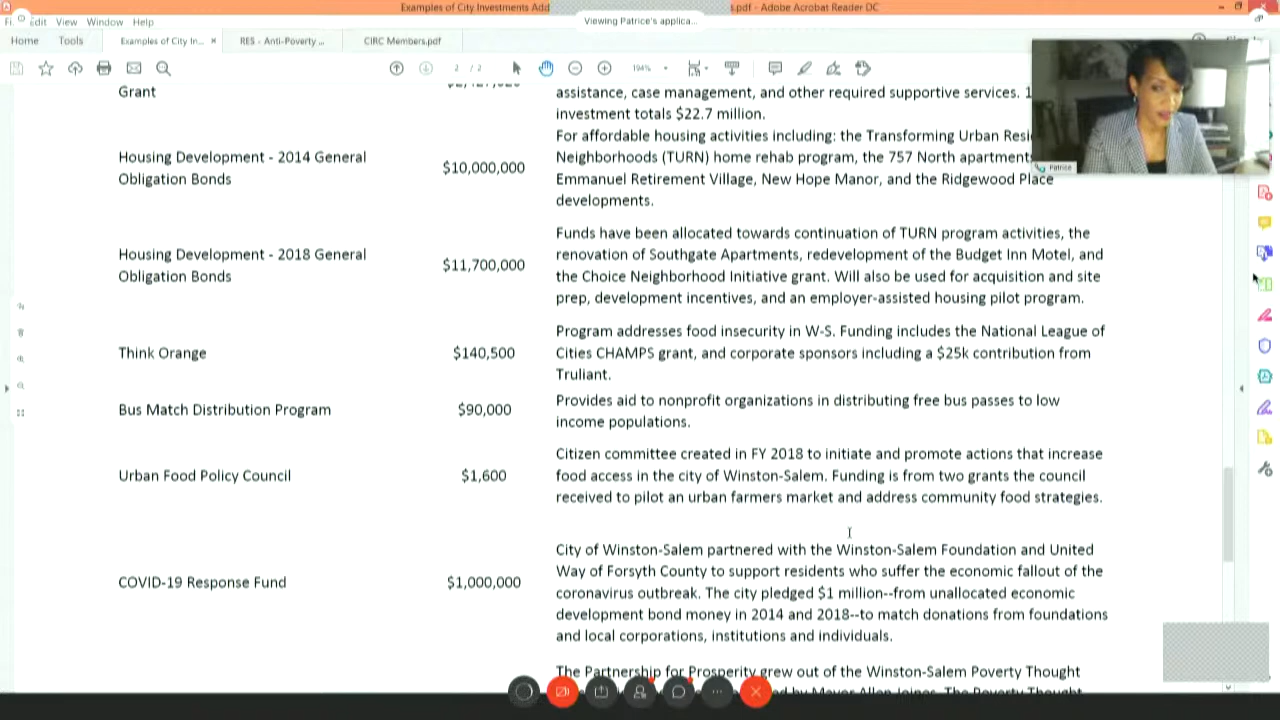 Examples of City Investments Add
s.pdf - Adobe Acrobat Reader DC
Edit View Window Help
Viewing Patrice's applica...
Home Tools Examples of City In... × RES - Anti-Poverty ... CIRC Members.pdf
2 / 2 194%
Grant
assistance, case management, and other required supportive services. 1
investment totals $22.7 million.
Housing Development - 2014 General
Obligation Bonds
$10,000,000
For affordable housing activities including: the Transforming Urban Resi
Neighborhoods (TURN) home rehab program, the 757 North apartments
Emmanuel Retirement Village, New Hope Manor, and the Ridgewood Place
developments.
Patrice
Housing Development - 2018 General
Obligation Bonds
$11,700,000
Funds have been allocated towards continuation of TURN program activities, the
renovation of Southgate Apartments, redevelopment of the Budget Inn Motel, and
the Choice Neighborhood Initiative grant. Will also be used for acquisition and site
prep, development incentives, and an employer-assisted housing pilot program.
Think Orange
$140,500
Program addresses food insecurity in W-S. Funding includes the National League of
Cities CHAMPS grant, and corporate sponsors including a $25k contribution from
Truliant.
Bus Match Distribution Program
$90,000
Provides aid to nonprofit organizations in distributing free bus passes to low
income populations.
Urban Food Policy Council
$1,600
Citizen committee created in FY 2018 to initiate and promote actions that increase
food access in the city of Winston-Salem. Funding is from two grants the council
received to pilot an urban farmers market and address community food strategies.
COVID-19 Response Fund
$1,000,000
City of Winston-Salem partnered with the Winston-Salem Foundation and United
Way of Forsyth County to support residents who suffer the economic fallout of the
coronavirus outbreak. The city pledged $1 million--from unallocated economic
development bond money in 2014 and 2018--to match donations from foundations
and local corporations, institutions and individuals.
The Partnership for Prosperity grew out of the Winston-Salem Poverty Thought
by Mayor Allen Joines. The Poverty Thought